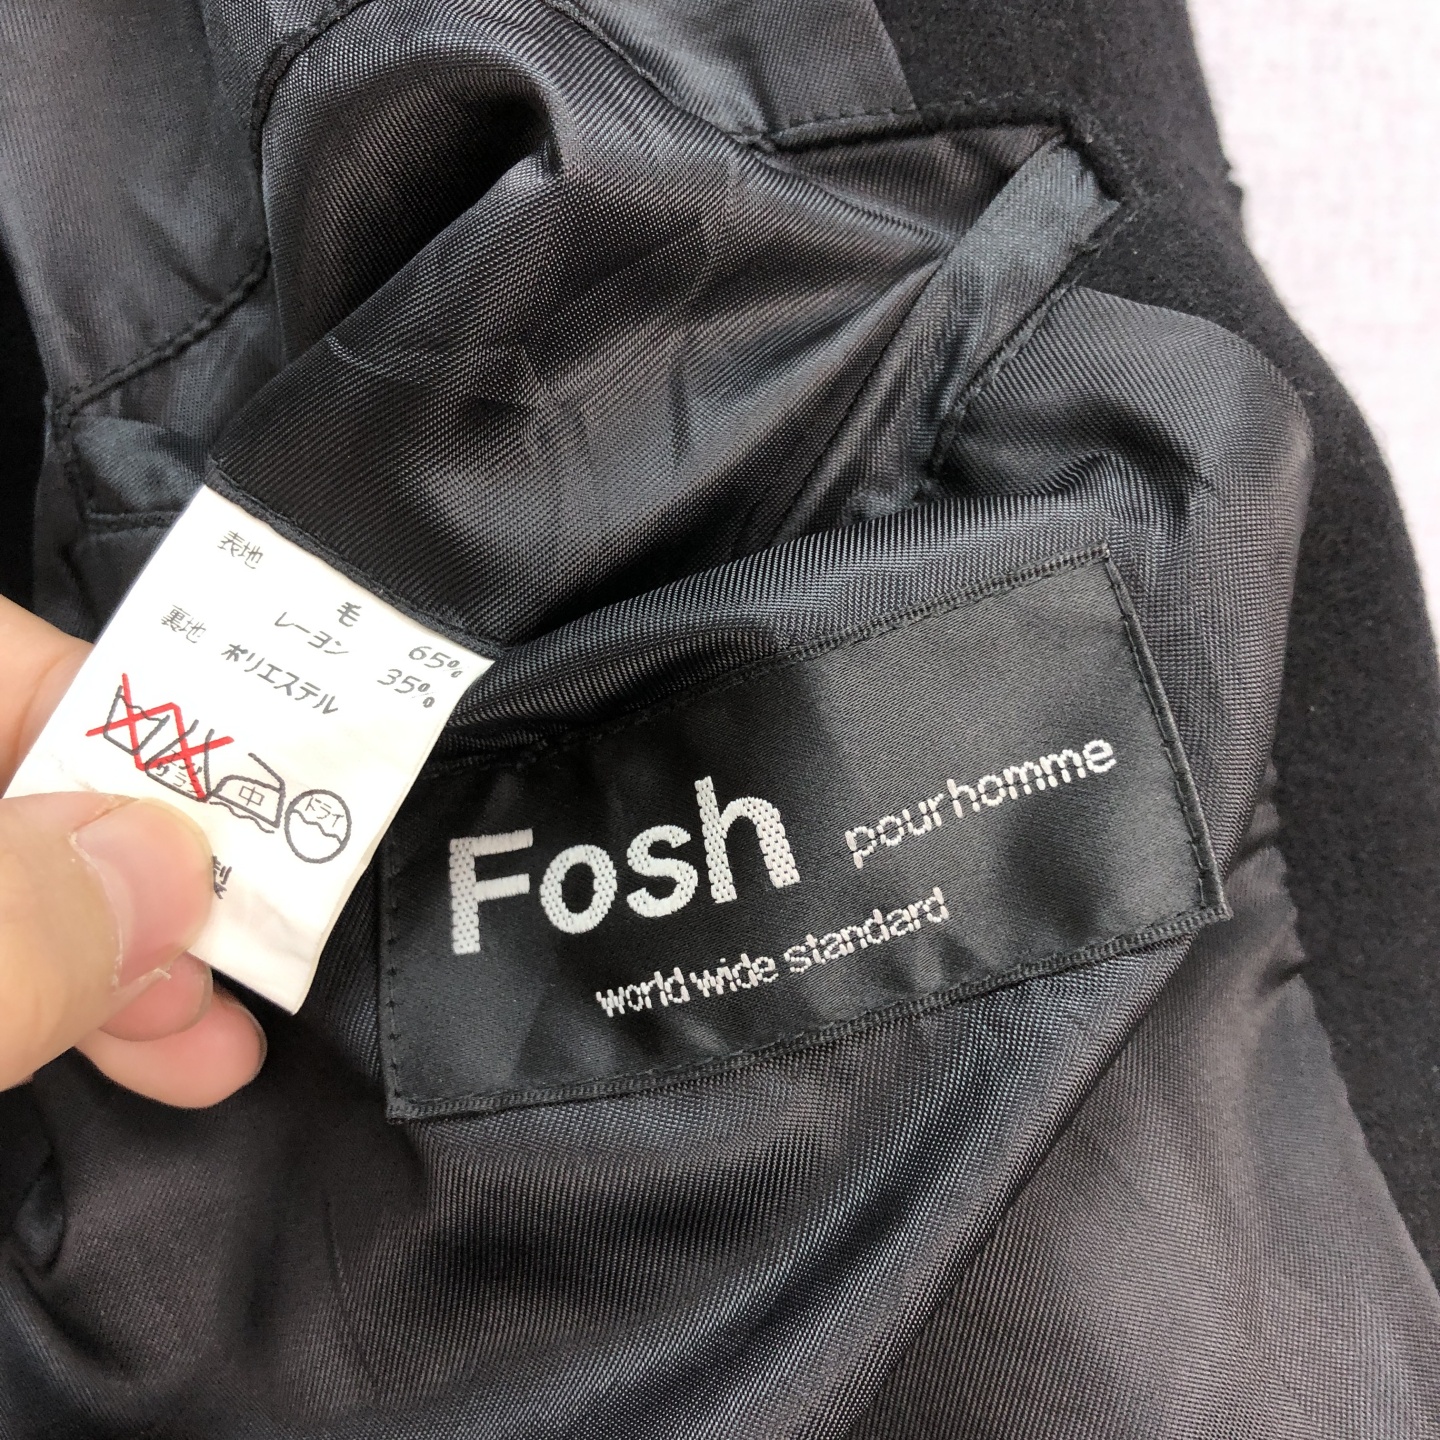 表地
毛 65%
レーヨン 35%
裏地 ポリエステル
中
ドライ
製
Fosh pour homme
world wide standard